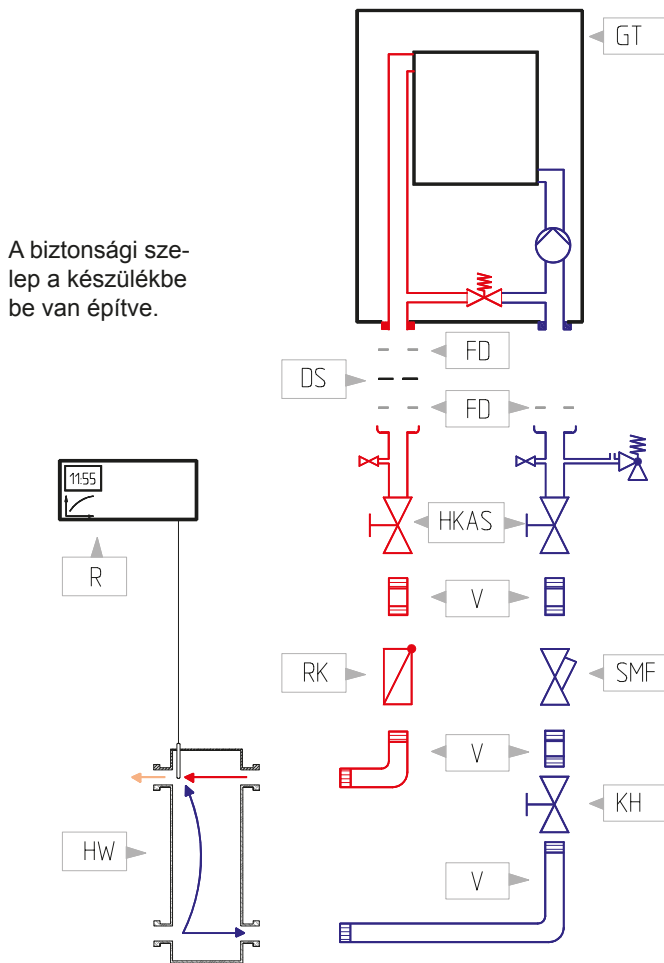 GT
A biztonsági sze-
lep a készülékbe
be van építve.
FD
DS
FD
11:55
HKAS
R
V
RK
SMF
V
KH
HW
V